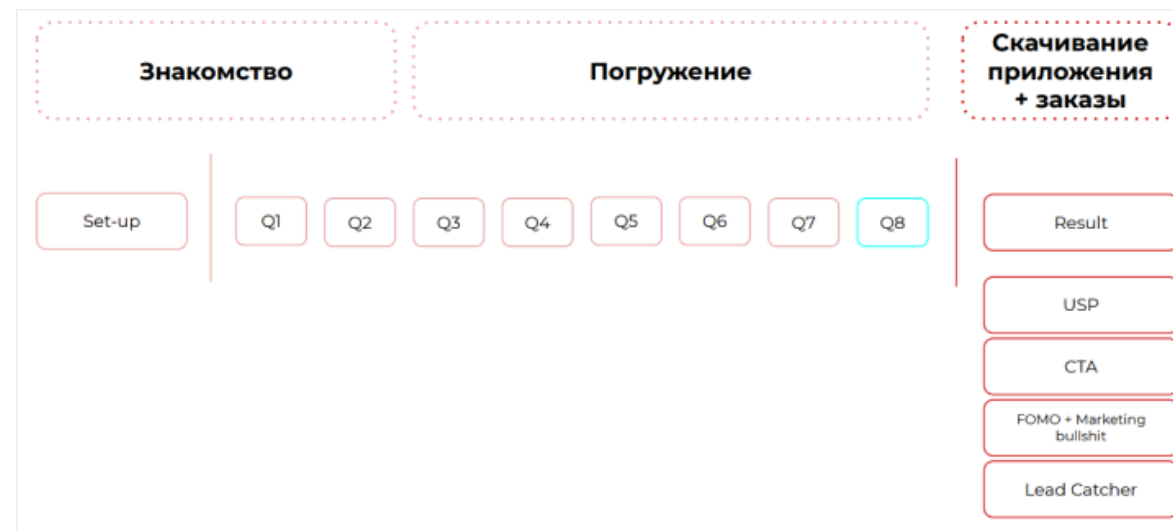 Знакомство
Погружение
Скачивание
приложения
+ заказы
Set-up
Q1
Q2
Q3
Q4
Q5
Q6
Q7
Q8
Result
USP
CTA
FOMO + Marketing
bullshit
Lead Catcher